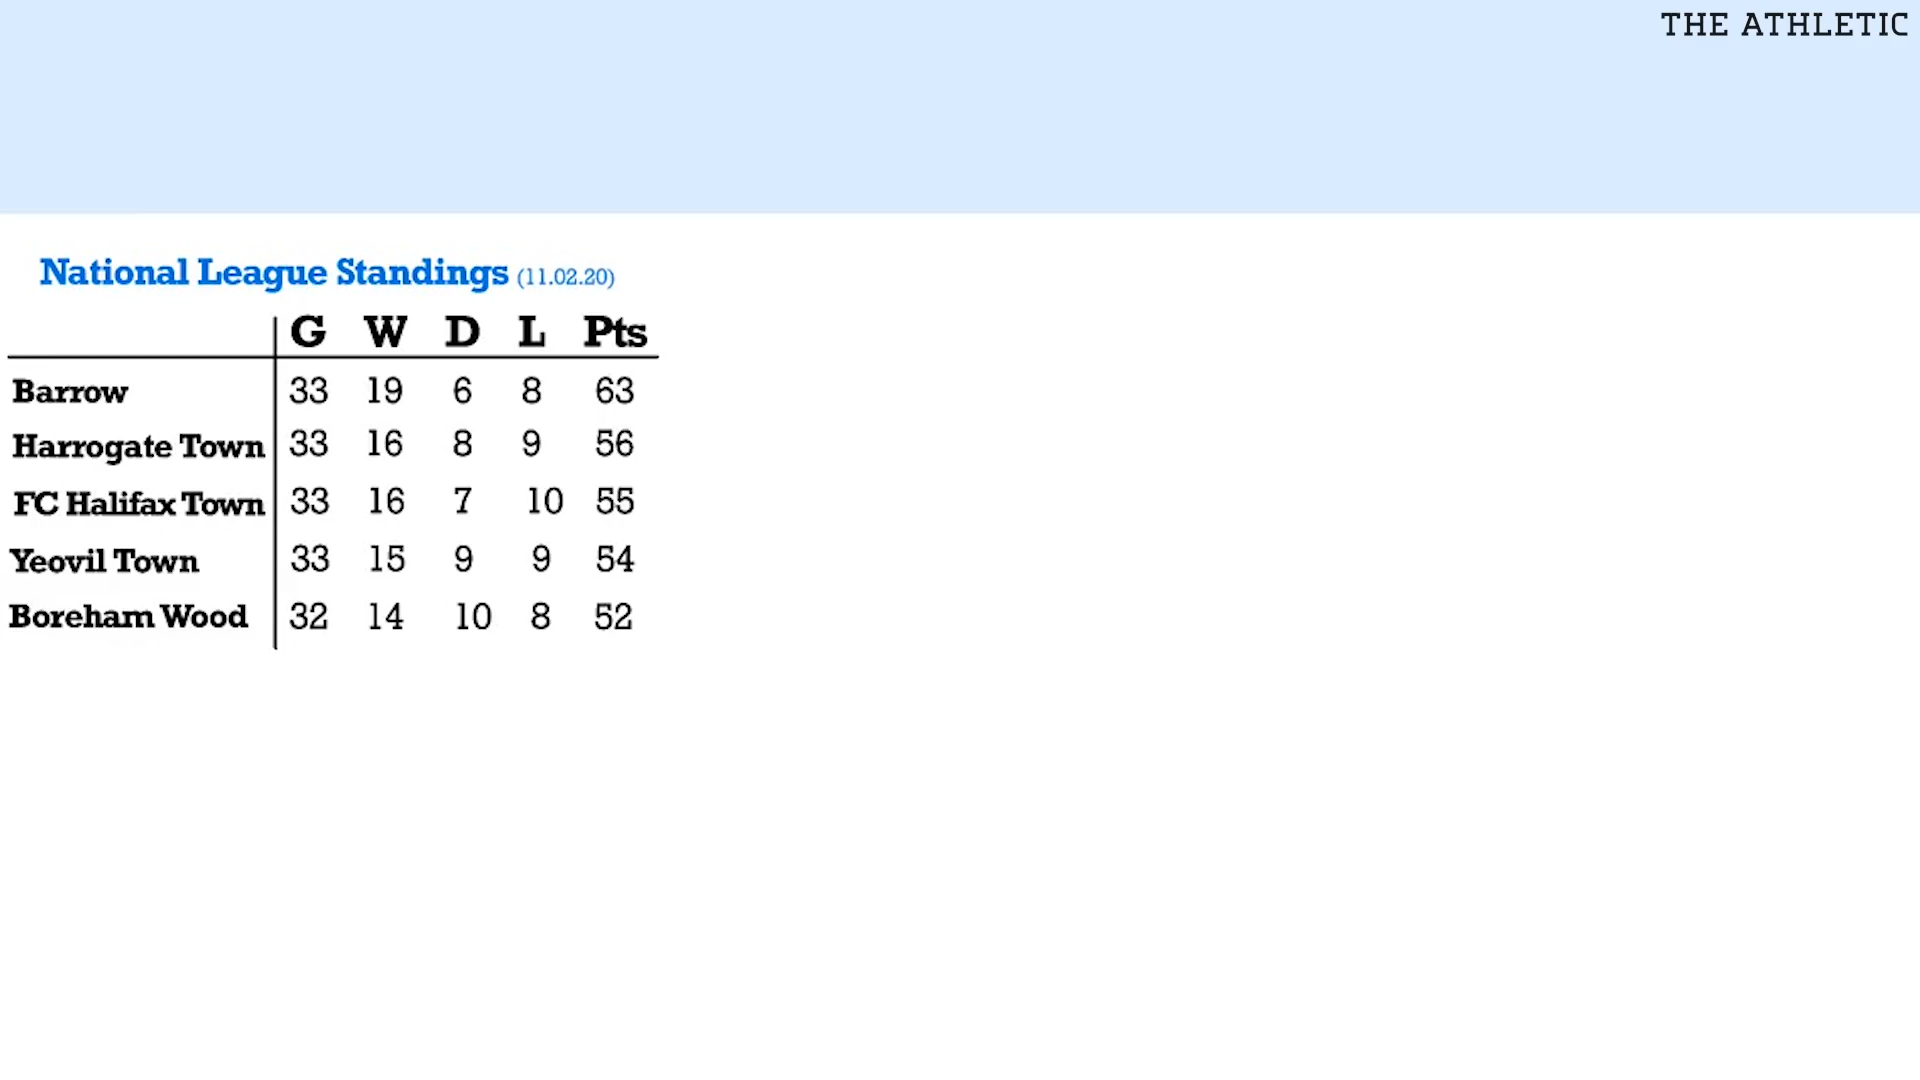 THE ATHLETIC
National League Standings (11.02.20)
G W D L Pts
Barrow 33 19 6 8 63
Harrogate Town 33 16 8 9 56
FC Halifax Town 33 16 7 10 55
Yeovil Town 33 15 9 9 54
Boreham Wood 32 14 10 8 52